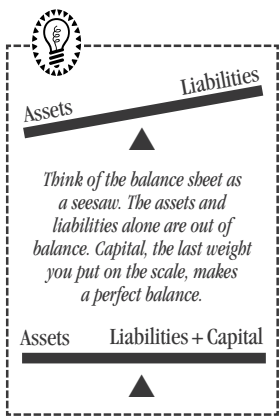 Assets Liabilities
Think of the balance sheet as
a seesaw. The assets and
liabilities alone are out of
balance. Capital, the last weight
you put on the scale, makes
a perfect balance.
Assets Liabilities + Capital